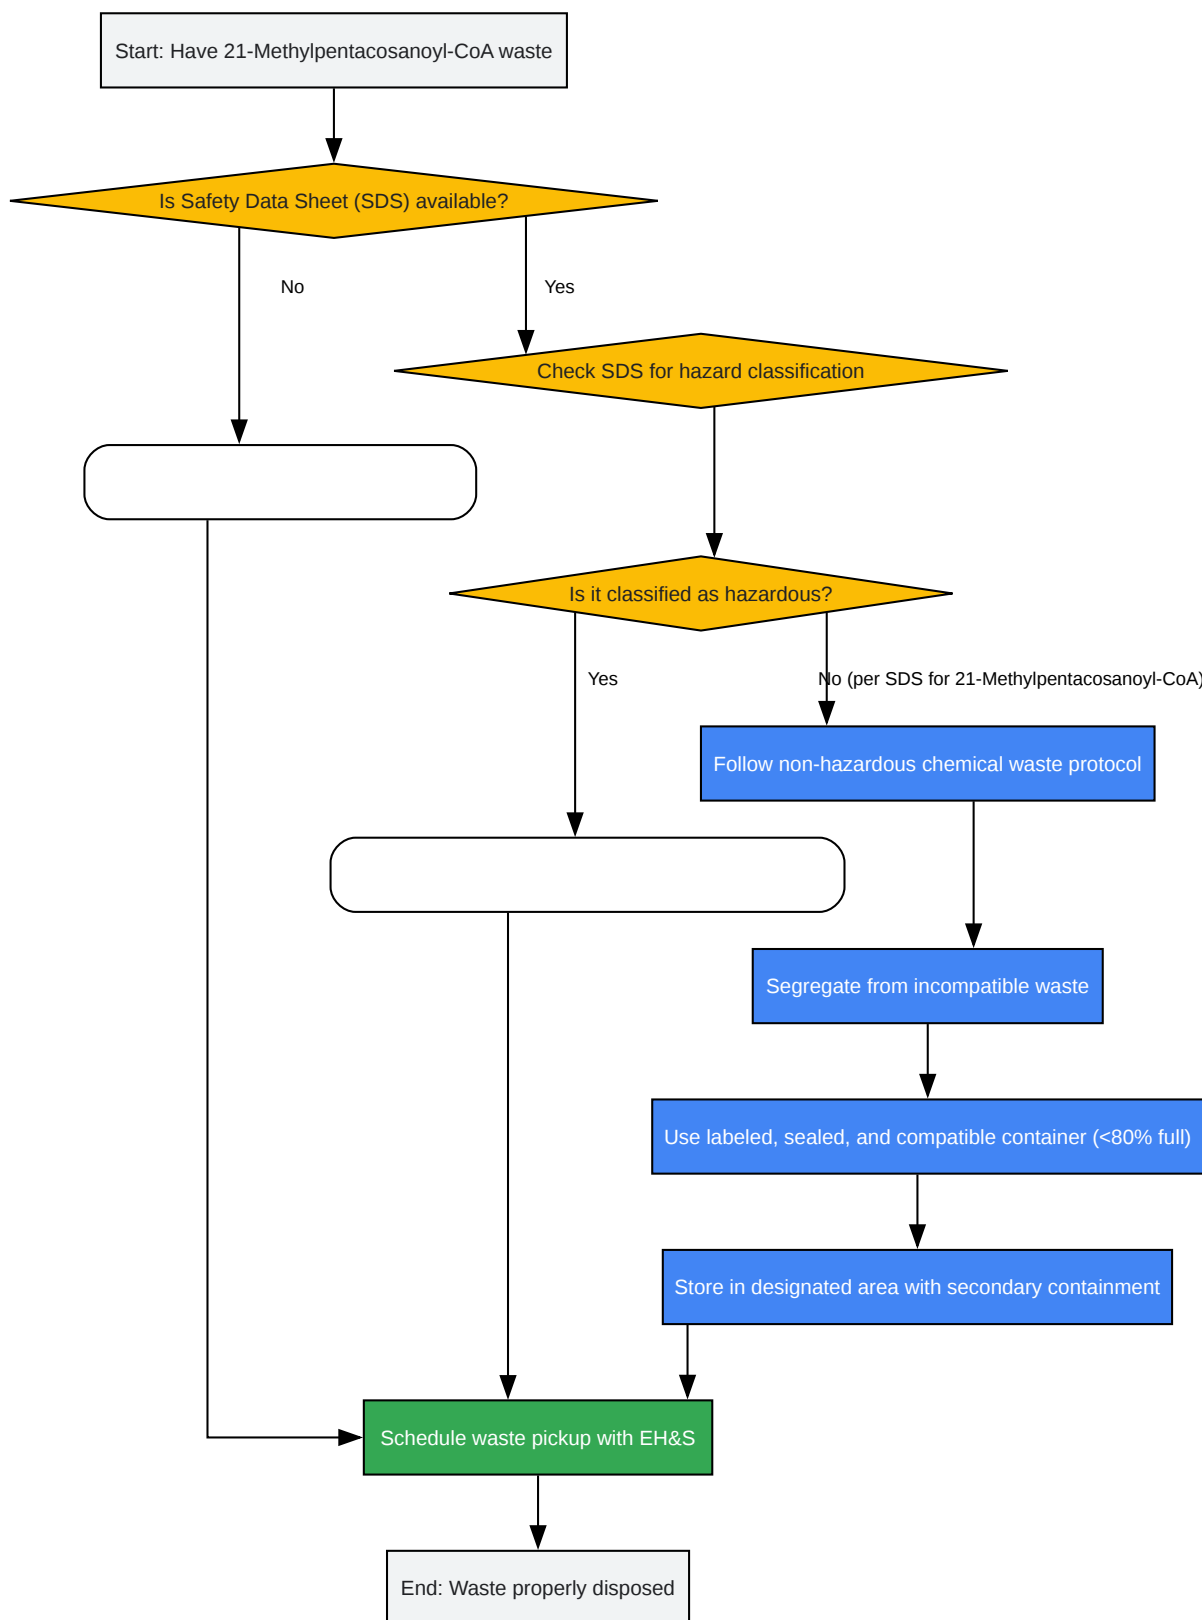 Start: Have 21-Methylpentacosanoyl-CoA waste
Is Safety Data Sheet (SDS) available?
No
Yes
Check SDS for hazard classification
Is it classified as hazardous?
Yes
No (per SDS for 21-Methylpentacosanoyl-CoA)
Follow non-hazardous chemical waste protocol
Segregate from incompatible waste
Use labeled, sealed, and compatible container (<80% full)
Store in designated area with secondary containment
Schedule waste pickup with EH&S
End: Waste properly disposed